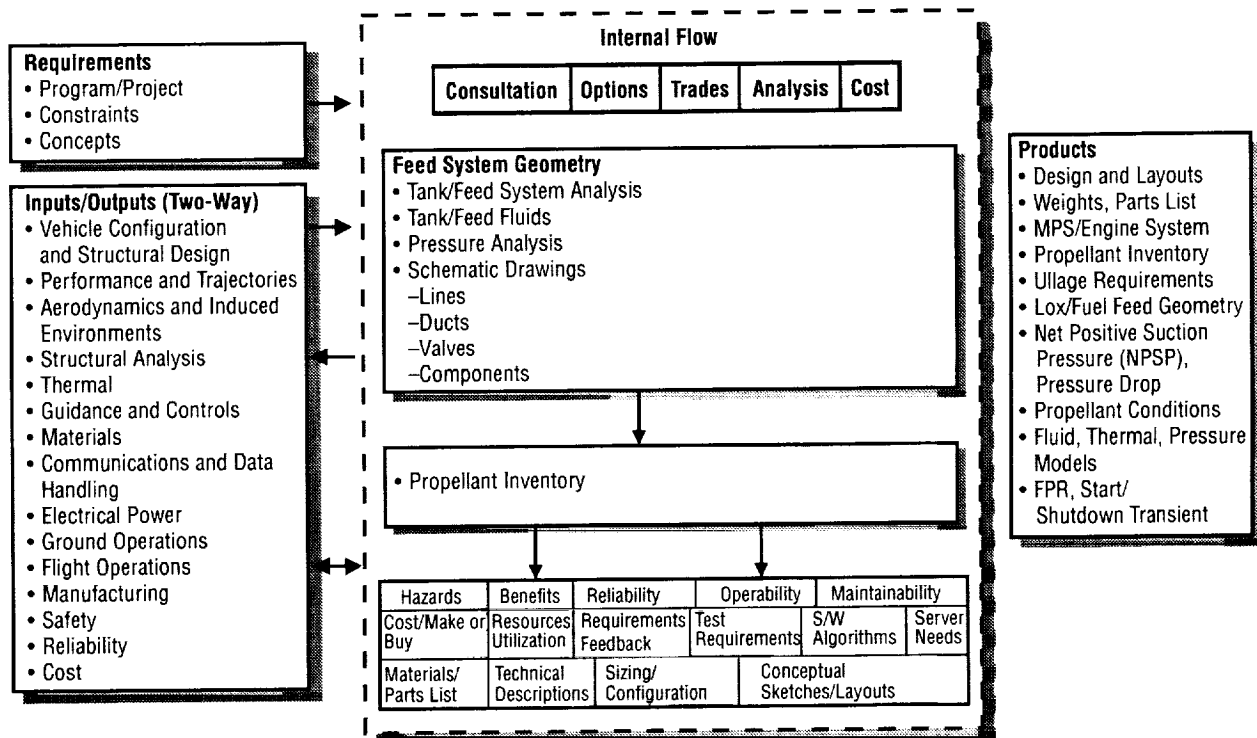 Requirements
• Program/Project
• Constraints
• Concepts
Inputs/Outputs (Two-Way)
• Vehicle Configuration
and Structural Design
• Performance and Trajectories
• Aerodynamics and Induced
Environments
• Structural Analysis
• Thermal
• Guidance and Controls
• Materials
• Communications and Data
Handling
• Electrical Power
• Ground Operations
• Flight Operations
• Manufacturing
• Safety
• Reliability
• Cost
Internal Flow
Consultation Options Trades Analysis Cost
Feed System Geometry
• Tank/Feed System Analysis
• Tank/Feed Fluids
• Pressure Analysis
• Schematic Drawings
–Lines
–Ducts
–Valves
–Components
• Propellant Inventory
Hazards Benefits Reliability Operability Maintainability
Cost/Make or Buy
Resources Utilization
Requirements Feedback
Test Requirements
S/W Algorithms
Server Needs
Materials/ Parts List
Technical Descriptions
Sizing/ Configuration
Conceptual Sketches/Layouts
Products
• Design and Layouts
• Weights, Parts List
• MPS/Engine System
• Propellant Inventory
• Ullage Requirements
• Lox/Fuel Feed Geometry
• Net Positive Suction
Pressure (NPSP),
Pressure Drop
• Propellant Conditions
• Fluid, Thermal, Pressure
Models
• FPR, Start/
Shutdown Transient